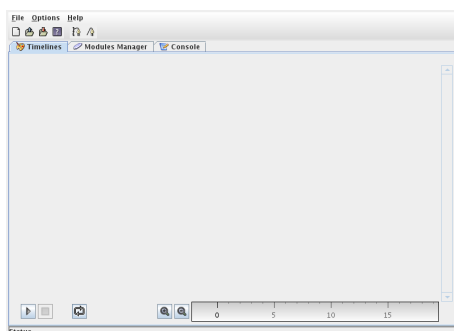 File Options Help
Timelines Modules Manager Console
0 5 10 15
Status